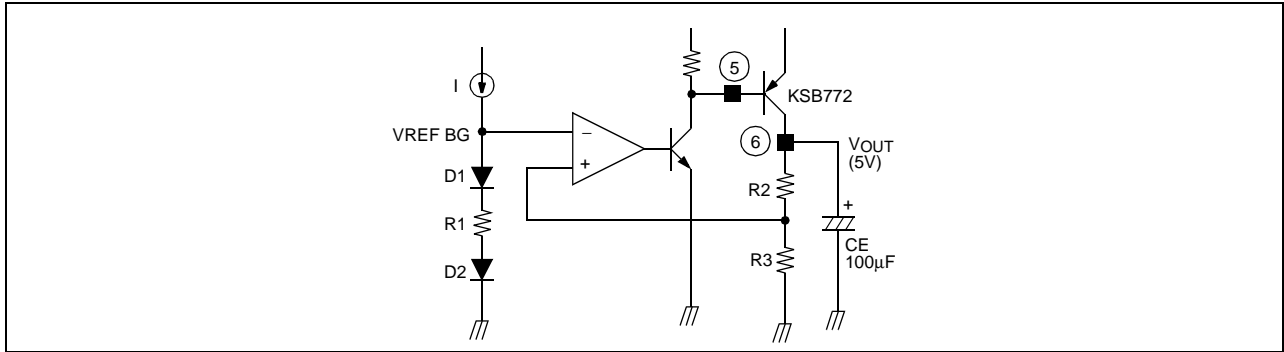 I
VREF BG
D1
R1
D2
−
+
5
KSB772
6
VOUT
(5V)
R2
R3
+
CE
100µF